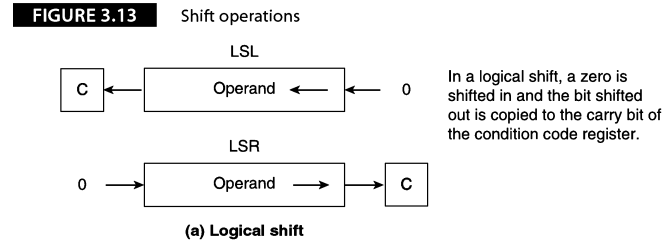 FIGURE 3.13 Shift operations
LSL
C Operand 0
In a logical shift, a zero is
shifted in and the bit shifted
out is copied to the carry bit of
the condition code register.
LSR
0 Operand C
(a) Logical shift